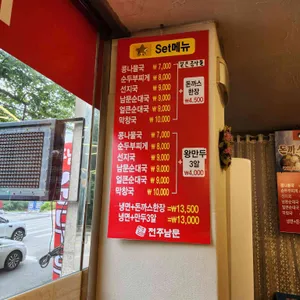 Set메뉴
콩나물국 ₩ 7,000
순두부찌개 ₩ 8,000
선지국 ₩ 9,000
남문순대국 ₩ 9,000
얼큰순대국 ₩ 9,000
막창국 ₩ 10,000
+
돈까스
한장
₩ 4,500
콩나물국 ₩ 7,000
순두부찌개 ₩ 8,000
선지국 ₩ 9,000
남문순대국 ₩ 9,000
얼큰순대국 ₩ 9,000
막창국 ₩ 10,000
+
왕만두
3알
₩ 4,000
냉면+돈까스한장 =₩13,500
냉면+만두3알 =₩13,000
전주남문